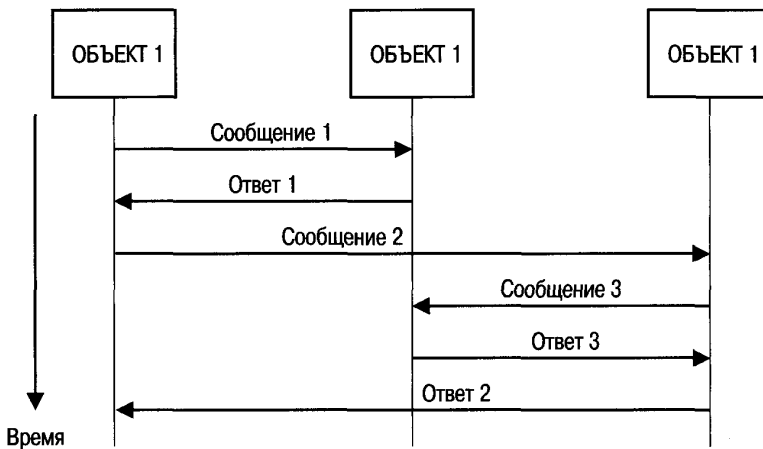 ОБЪЕКТ 1
ОБЪЕКТ 1
ОБЪЕКТ 1
Сообщение 1
Ответ 1
Сообщение 2
Сообщение 3
Ответ 3
Ответ 2
Время